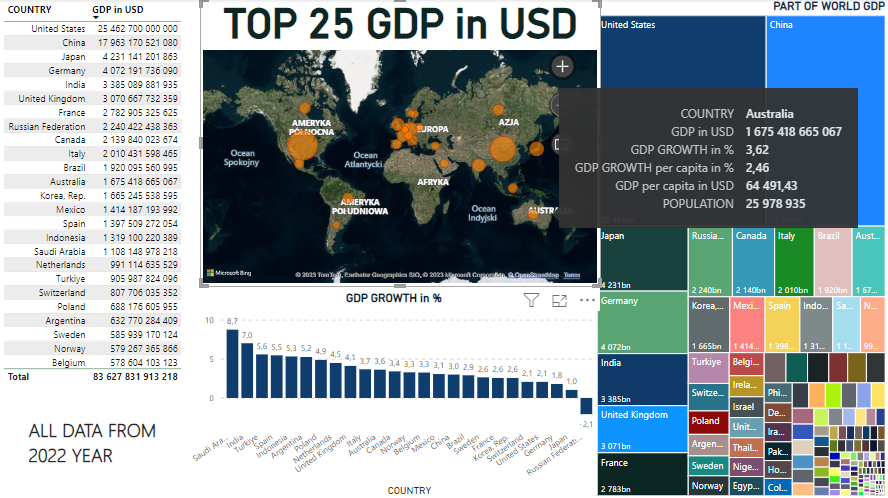 COUNTRY GDP in USD
United States 25 462 700 000 000
China 17 963 170 521 080
Japan 4 231 141 201 863
Germany 4 072 191 736 090
India 3 385 089 881 935
United Kingdom 3 070 667 732 359
France 2 782 905 325 625
Russian Federation 2 240 422 438 363
Canada 2 139 840 023 674
Italy 2 010 431 598 465
Brazil 1 920 095 560 995
Australia 1 675 418 665 067
Korea, Rep. 1 665 245 538 595
Mexico 1 414 187 193 992
Spain 1 397 509 272 054
Indonesia 1 319 100 220 389
Saudi Arabia 1 108 148 978 218
Netherlands 991 114 635 529
Turkiye 905 987 824 096
Switzerland 807 706 035 352
Poland 688 176 605 955
Argentina 632 770 284 409
Sweden 585 939 170 124
Norway 579 267 365 866
Belgium 578 604 103 123
Total 83 627 831 913 218
ALL DATA FROM
2022 YEAR
TOP 25 GDP in USD
AMERYKA
PÓŁNOCNA
EUROPA
AZJA
Ocean
Spokojny
Ocean
Atlantycki
AFRYKA
AMERYKA
POŁUDNIOWA
Ocean
Indyjski
AUSTRAL
Microsoft Bing
© 2023 TomTom, Earthstar Geographics SIO, © 2023 Microsoft Corporation, © OpenStreetMap Terms
GDP GROWTH in %
10
5
0
8,7
7,0
5,6
5,5
5,3
5,2
4,9
4,5
4,1
3,7
3,6
3,4
3,3
3,3
3,1
3,0
2,9
2,6
2,6
2,6
2,1
2,1
1,8
1,0
-2,1
Saudi Ara...
India
Turkiye
Spain
Indonesia
Argentina
Poland
Netherlands
United Kingdom
Italy
Australia
Canada
Norway
Belgium
Mexico
China
Brazil
Sweden
France
Korea, Rep.
Switzerland
United States
Germany
Japan
Russian Federati...
COUNTRY
PART OF WORLD GDP
United States
China
COUNTRY Australia
GDP in USD 1 675 418 665 067
GDP GROWTH in % 3,62
GDP GROWTH per capita in % 2,46
GDP per capita in USD 64 491,43
POPULATION 25 978 935
Japan
4 231bn
Germany
4 072bn
India
3 385bn
United Kingdom
3 071bn
France
2 783bn
Russia...
2 240bn
Canada
2 140bn
Italy
2 010bn
Brazil
1 920bn
Aust...
1 67...
Korea,...
1 665bn
Mexi...
1 414...
Spain
1 398...
Indo...
1 31...
Sa...
1 1...
N...
99...
Turkiye
Switze...
Poland
Argen...
Sweden
Norway
Belgi...
Irela...
Israel
Unit...
Thail...
Nige...
Egyp...
Phi...
De...
Ira...
Pak...
Ho...
Col...